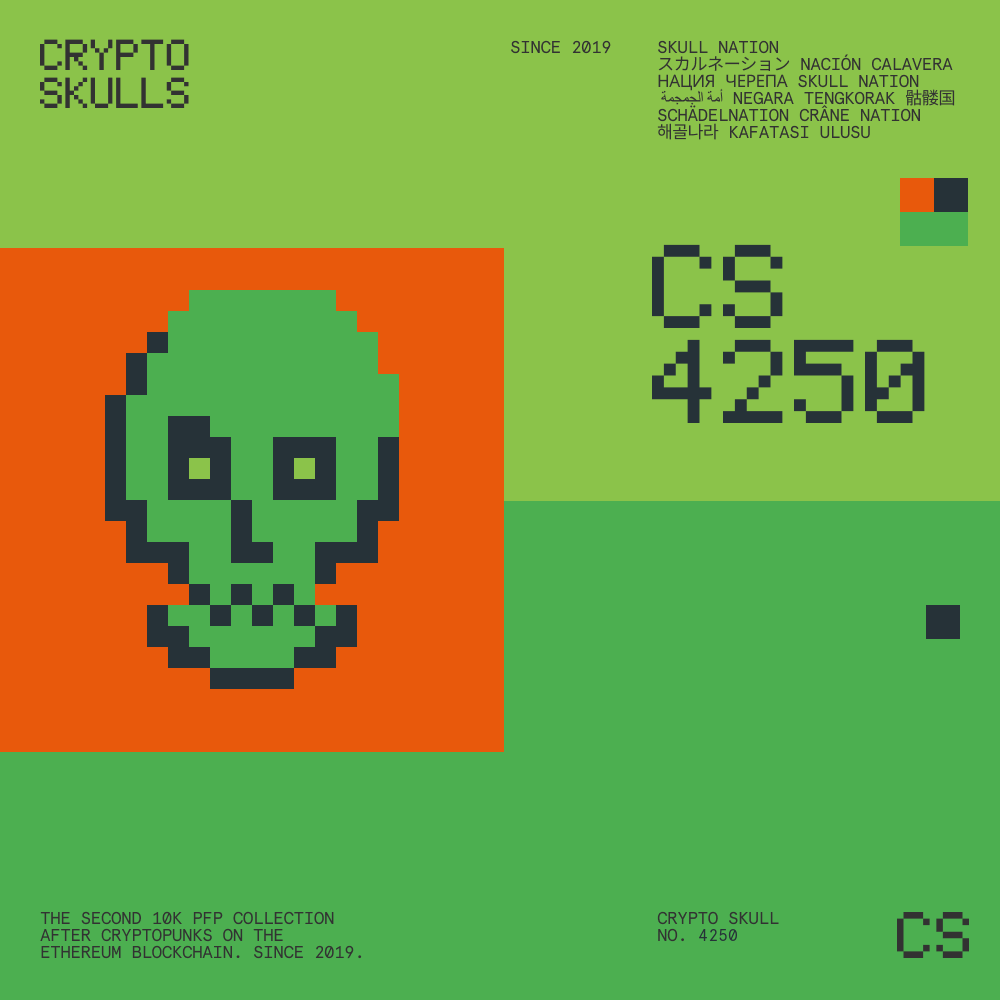 CRYPTO
SKULLS
SINCE 2019
SKULL NATION
スカルネーション NACIÓN CALAVERA
НАЦИЯ ЧЕРЕПА SKULL NATION
أمة الجمجمة NEGARA TENGKORAK 骷髅国
SCHÄDELNATION CRÂNE NATION
해골나라 KAFATASI ULUSU
CS
4250
THE SECOND 10K PFP COLLECTION
AFTER CRYPTOPUNKS ON THE
ETHEREUM BLOCKCHAIN. SINCE 2019.
CRYPTO SKULL
NO. 4250
CS